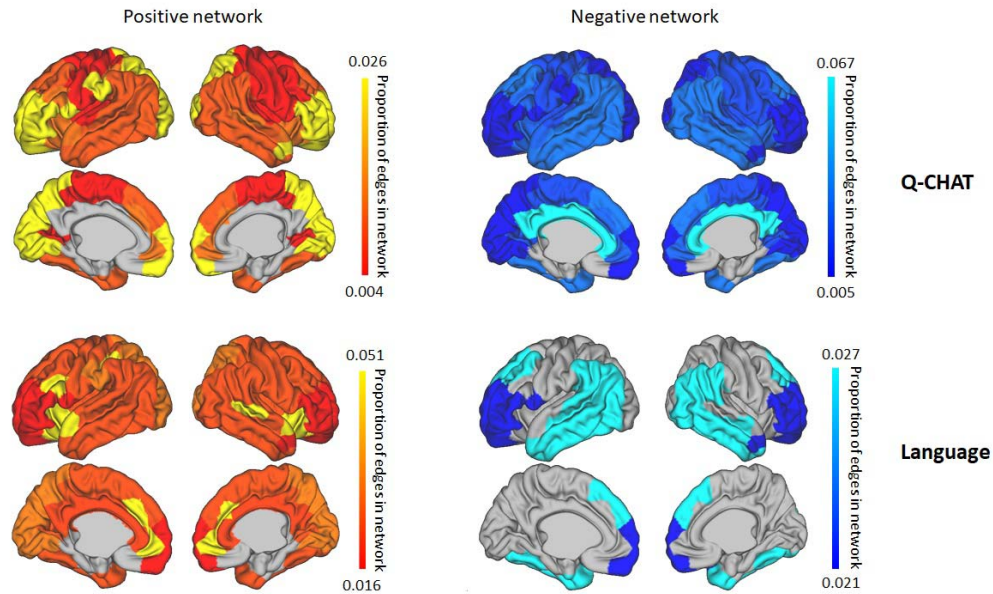 Positive network
Negative network
0.026
Proportion of edges in network
0.004
0.067
Proportion of edges in network
0.005
Q-CHAT
0.051
Proportion of edges in network
0.016
0.027
Proportion of edges in network
0.021
Language